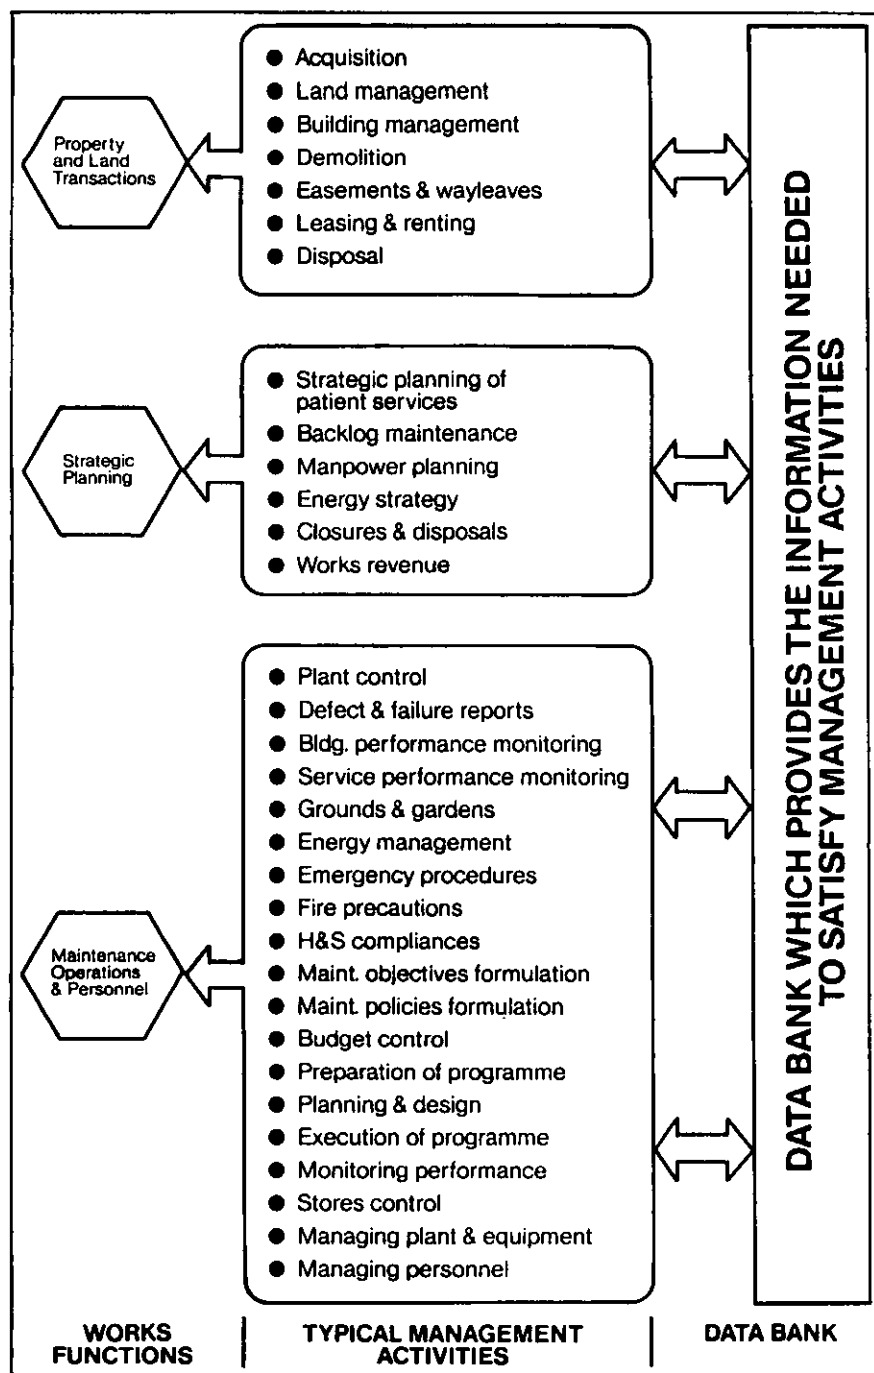 Property
and Land
Transactions
● Acquisition
● Land management
● Building management
● Demolition
● Easements & wayleaves
● Leasing & renting
● Disposal
Strategic
Planning
● Strategic planning of
patient services
● Backlog maintenance
● Manpower planning
● Energy strategy
● Closures & disposals
● Works revenue
Maintenance
Operations
& Personnel
● Plant control
● Defect & failure reports
● Bldg. performance monitoring
● Service performance monitoring
● Grounds & gardens
● Energy management
● Emergency procedures
● Fire precautions
● H&S compliances
● Maint. objectives formulation
● Maint. policies formulation
● Budget control
● Preparation of programme
● Planning & design
● Execution of programme
● Monitoring performance
● Stores control
● Managing plant & equipment
● Managing personnel
DATA BANK WHICH PROVIDES THE INFORMATION NEEDED
TO SATISFY MANAGEMENT ACTIVITIES
WORKS
FUNCTIONS
TYPICAL MANAGEMENT
ACTIVITIES
DATA BANK